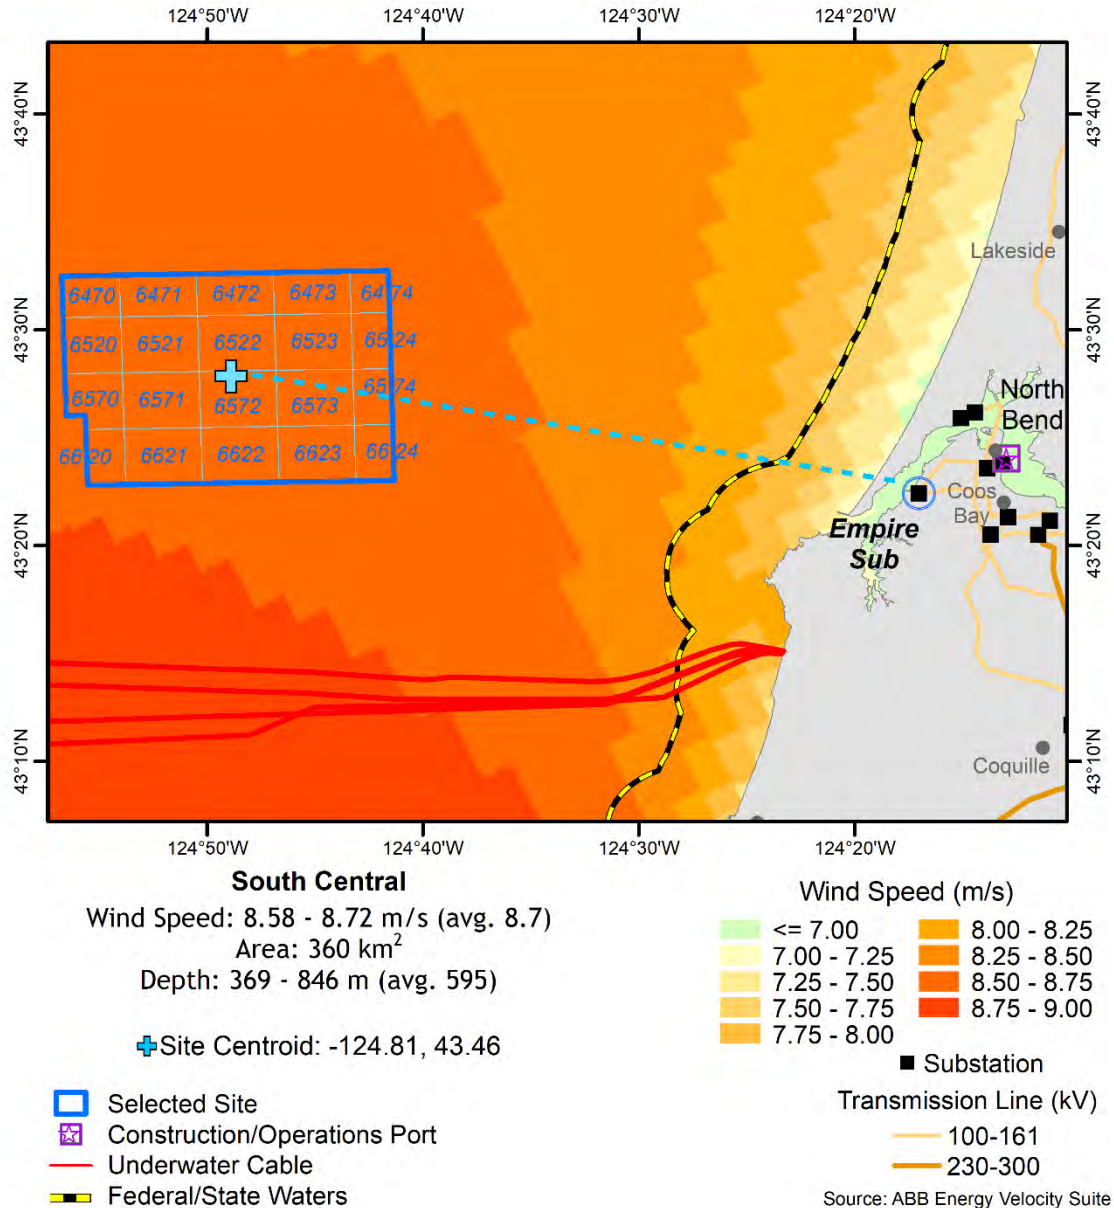 124°50'W 124°40'W 124°30'W 124°20'W
43°40'N 43°40'N
Lakeside
6470 6471 6472 6473 6474
43°30'N 43°30'N
6520 6521 6522 6523 6524
6570 6571 6572 6573 6574
North
Bend
6620 6621 6622 6623 6624
Coos
Bay
Empire
Sub
43°20'N 43°20'N
43°10'N 43°10'N
Coquille
124°50'W 124°40'W 124°30'W 124°20'W
South Central
Wind Speed: 8.58 - 8.72 m/s (avg. 8.7)
Area: 360 km²
Depth: 369 - 846 m (avg. 595)
Site Centroid: -124.81, 43.46
Selected Site
Construction/Operations Port
Underwater Cable
Federal/State Waters
Wind Speed (m/s)
<= 7.00 8.00 - 8.25
7.00 - 7.25 8.25 - 8.50
7.25 - 7.50 8.50 - 8.75
7.50 - 7.75 8.75 - 9.00
7.75 - 8.00
Substation
Transmission Line (kV)
100-161
230-300
Source: ABB Energy Velocity Suite